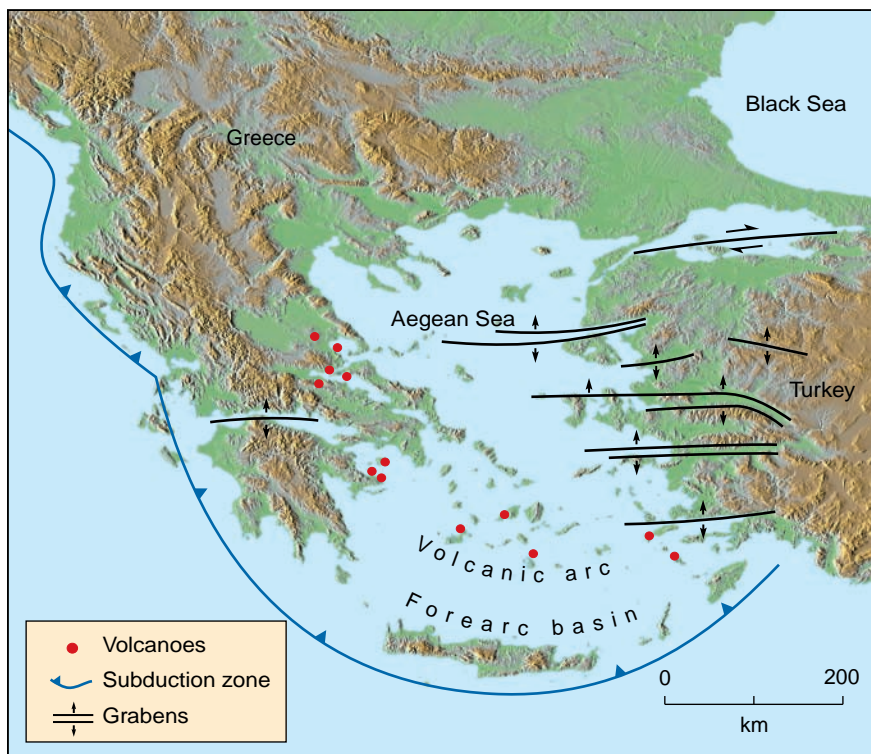 Black Sea
Greece
Aegean Sea
Turkey
Volcanic arc
Forearc basin
Volcanoes
Subduction zone
Grabens
0 200
km